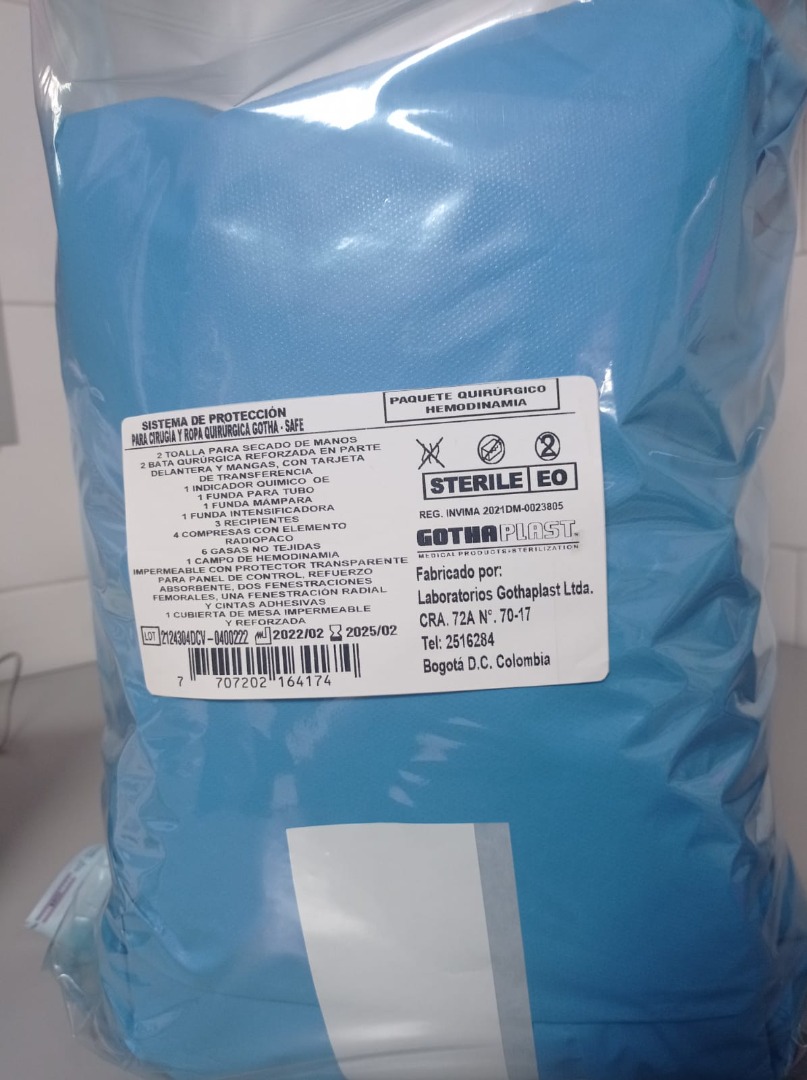 SISTEMA DE PROTECCIÓN
PARA CIRUGÍA Y ROPA QUIRURGICA GOTHA - SAFE
2 TOALLA PARA SECADO DE MANOS
2 BATA QURÚRGICA REFORZADA EN PARTE
DELANTERA Y MANGAS, CON TARJETA
DE TRANSFERENCIA
1 INDICADOR QUIMICO OE
1 FUNDA PARA TUBO
1 FUNDA MÁMPARA
1 FUNDA INTENSIFICADORA
3 RECIPIENTES
4 COMPRESAS CON ELEMENTO
RADIOPACO
6 GASAS NO TEJIDAS
1 CAMPO DE HEMODINAMIA
IMPERMEABLE CON PROTECTOR TRANSPARENTE
PARA PANEL DE CONTROL, REFUERZO
ABSORBENTE, DOS FENESTRACIONES
FEMORALES, UNA FENESTRACIÓN RADIAL
Y CINTAS ADHESIVAS
1 CUBIERTA DE MESA IMPERMEABLE
Y REFORZADA
LOT 2124304DCV-0400222 2022/02 2025/02
7 707202 164174
PAQUETE QUIRÚRGICO
HEMODINAMIA
2
STERILE EO
REG. INVIMA 2021DM-0023805
GOTHAPLAST
MEDICAL PRODUCTS•STERILIZATION
Fabricado por:
Laboratorios Gothaplast Ltda.
CRA. 72A N°. 70-17
Tel: 2516284
Bogotá D.C. Colombia